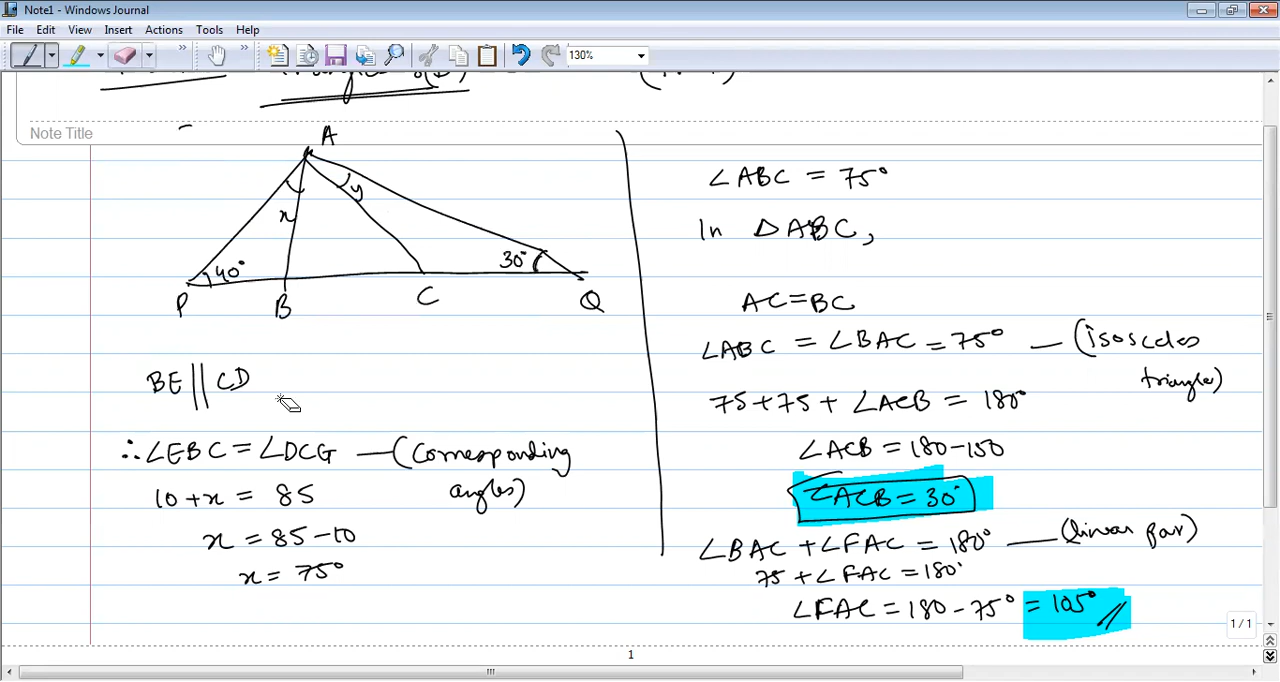 Note1 - Windows Journal
File Edit View Insert Actions Tools Help
130%
Triangles
Note Title
A
x
y
40°
30°
P
B
C
Q
BE || CD
∴∠EBC = ∠DCG — (Corresponding
angles)
10+x = 85
x = 85-10
x = 75°
∠ABC = 75°
In △ABC,
AC=BC
∠ABC = ∠BAC = 75° — (isosceles
triangle)
75+75+ ∠ACB = 180°
∠ACB = 180-150
∠ACB = 30°
∠BAC +∠FAC = 180° — (linear pair)
75 +∠FAC = 180°
∠FAC = 180-75° = 105°
1/1
1